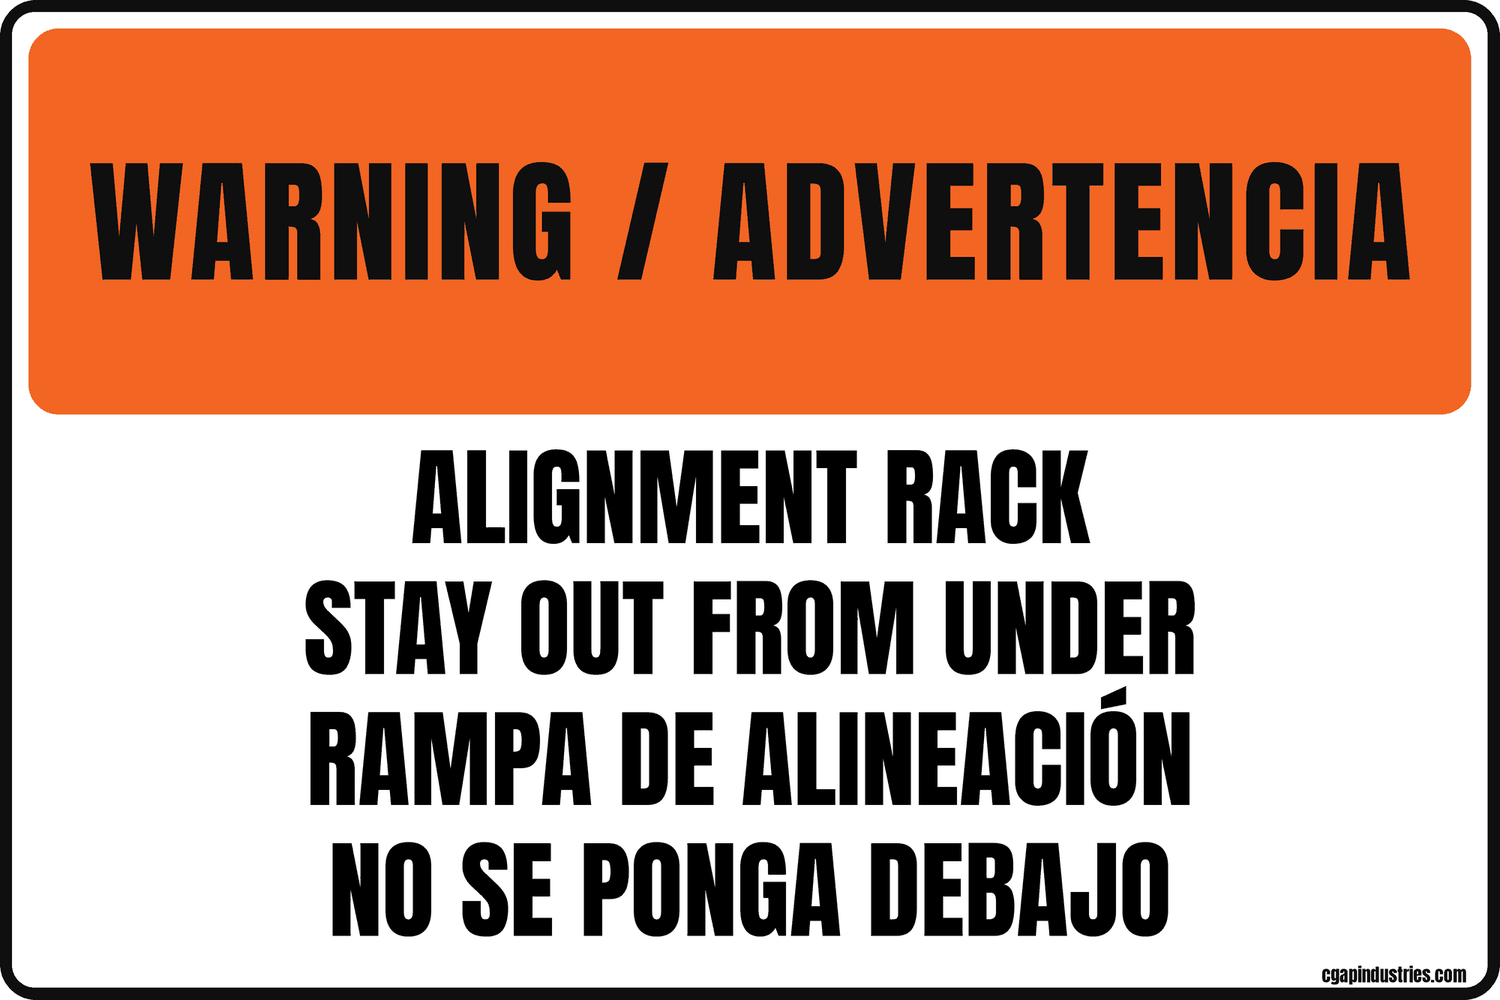 WARNING / ADVERTENCIA
ALIGNMENT RACK
STAY OUT FROM UNDER
RAMPA DE ALINEACIÓN
NO SE PONGA DEBAJO
cgapindustries.com